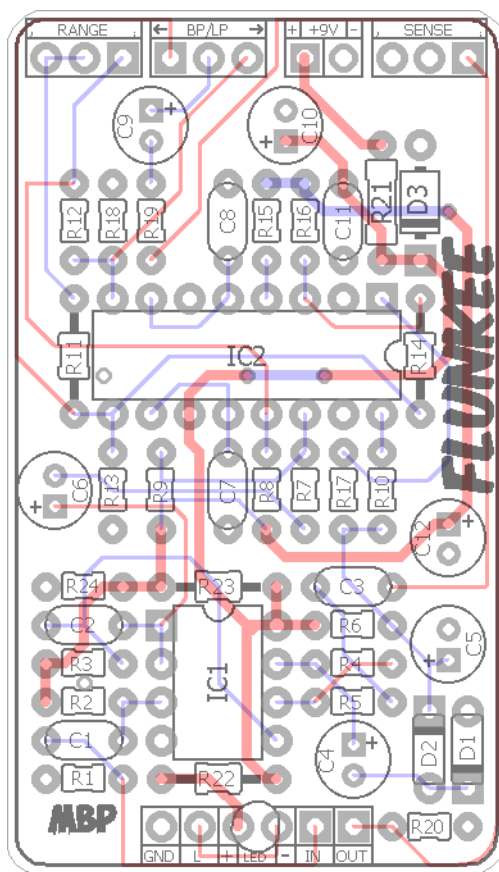 RANGE ← BP/LP → + +9V - SENSE
C9 + + C10
R12 R18 R19 C8 R15 R16 C11 R21 D3
FLUNKEE
R11 IC2 R14
C6 + R13 R9 C7 R8 R7 R17 R10 + C12
R24 R23 C3
C2 R6 C5 +
R3 IC1 R4
R2 R5
C1 C4 + D2 D1
R1 R22
MBP R20
GND L + LED - IN OUT